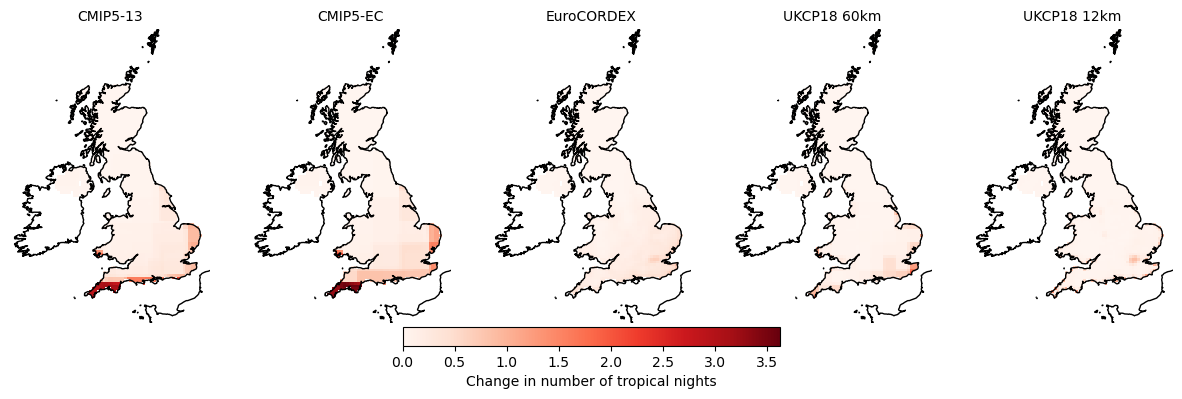 CMIP5-13
CMIP5-EC
EuroCORDEX
UKCP18 60km
UKCP18 12km
0.0 0.5 1.0 1.5 2.0 2.5 3.0 3.5
Change in number of tropical nights